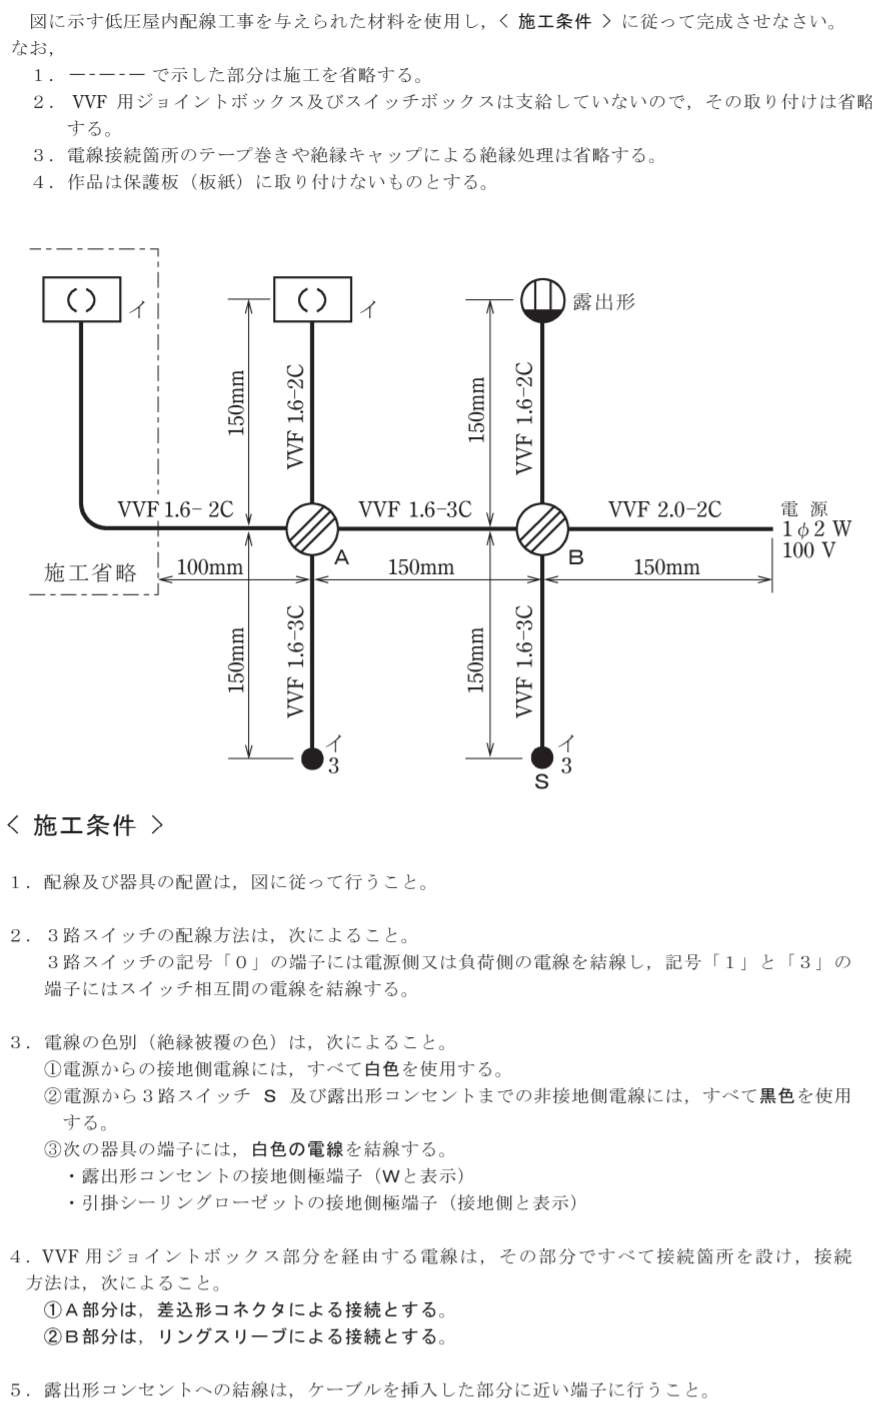 図に示す低圧屋内配線工事を与えられた材料を使用し，＜ 施工条件 ＞に従って完成させなさい。
なお，
１．―-―-― で示した部分は施工を省略する。
２． VVF 用ジョイントボックス及びスイッチボックスは支給していないので，その取り付けは省略
する。
３．電線接続箇所のテープ巻きや絶縁キャップによる絶縁処理は省略する。
４．作品は保護板（板紙）に取り付けないものとする。
イ
イ
露出形
150mm
VVF 1.6-2C
150mm
VVF 1.6-2C
VVF 1.6- 2C
VVF 1.6-3C
VVF 2.0-2C
電 源
1φ2 W
100 V
A
B
施工省略
100mm
150mm
150mm
150mm
VVF 1.6-3C
150mm
VVF 1.6-3C
イ
3
イ
3
S
＜ 施工条件 ＞
１．配線及び器具の配置は，図に従って行うこと。
２．３路スイッチの配線方法は，次によること。
３路スイッチの記号「０」の端子には電源側又は負荷側の電線を結線し，記号「１」と「３」の
端子にはスイッチ相互間の電線を結線する。
３．電線の色別（絶縁被覆の色）は，次によること。
①電源からの接地側電線には，すべて白色を使用する。
②電源から３路スイッチ S 及び露出形コンセントまでの非接地側電線には，すべて黒色を使用
する。
③次の器具の端子には，白色の電線を結線する。
・露出形コンセントの接地側極端子（Wと表示）
・引掛シーリングローゼットの接地側極端子（接地側と表示）
４．VVF 用ジョイントボックス部分を経由する電線は，その部分ですべて接続箇所を設け，接続
方法は，次によること。
①A部分は，差込形コネクタによる接続とする。
②B部分は，リングスリーブによる接続とする。
５．露出形コンセントへの結線は，ケーブルを挿入した部分に近い端子に行うこと。